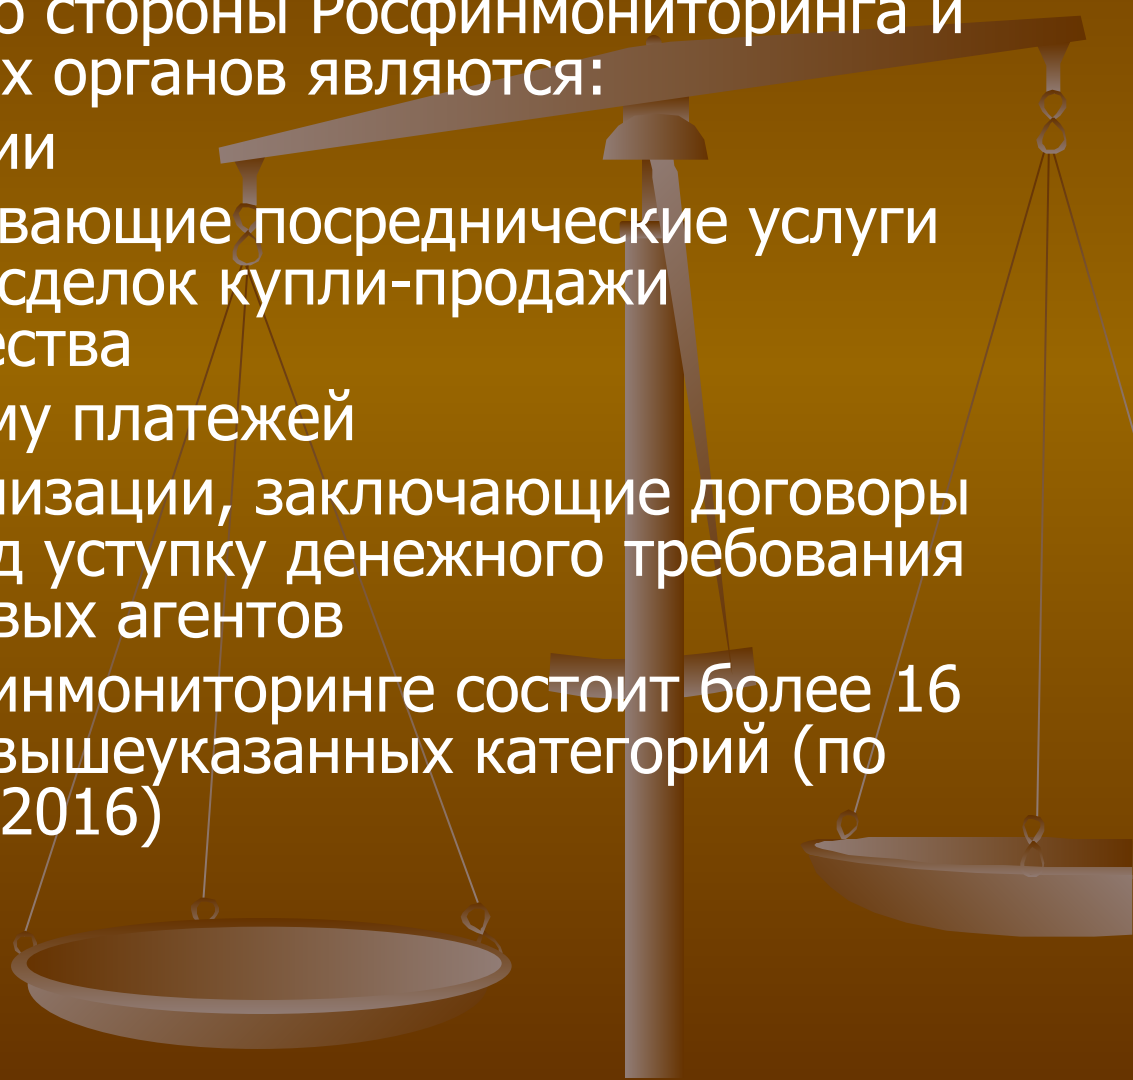 о стороны Росфинмониторинга и
х органов являются:
ии
вающие посреднические услуги
сделок купли-продажи
ества
му платежей
низации, заключающие договоры
д уступку денежного требования
вых агентов
инмониторинге состоит более 16
вышеуказанных категорий (по
2016)